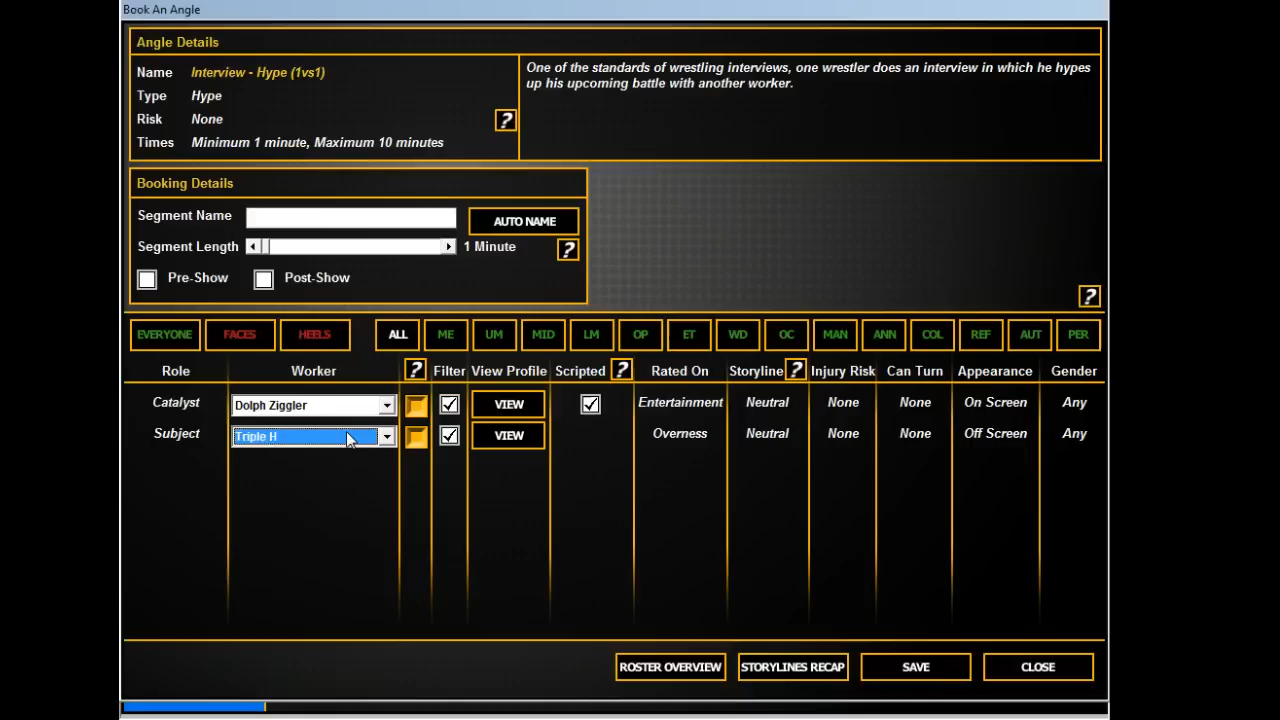 Book An Angle
Angle Details
Name Interview - Hype (1vs1)
Type Hype
Risk None
Times Minimum 1 minute, Maximum 10 minutes
?
One of the standards of wrestling interviews, one wrestler does an interview in which he hypes
up his upcoming battle with another worker.
Booking Details
Segment Name AUTO NAME
Segment Length 1 Minute ?
Pre-Show Post-Show
?
EVERYONE FACES HEELS ALL ME UM MID LM OP ET WD OC MAN ANN COL REF AUT PER
Role Worker ? Filter View Profile Scripted ? Rated On Storyline ? Injury Risk Can Turn Appearance Gender
Catalyst Dolph Ziggler VIEW Entertainment Neutral None None On Screen Any
Subject Triple H VIEW Overness Neutral None None Off Screen Any
ROSTER OVERVIEW STORYLINES RECAP SAVE CLOSE